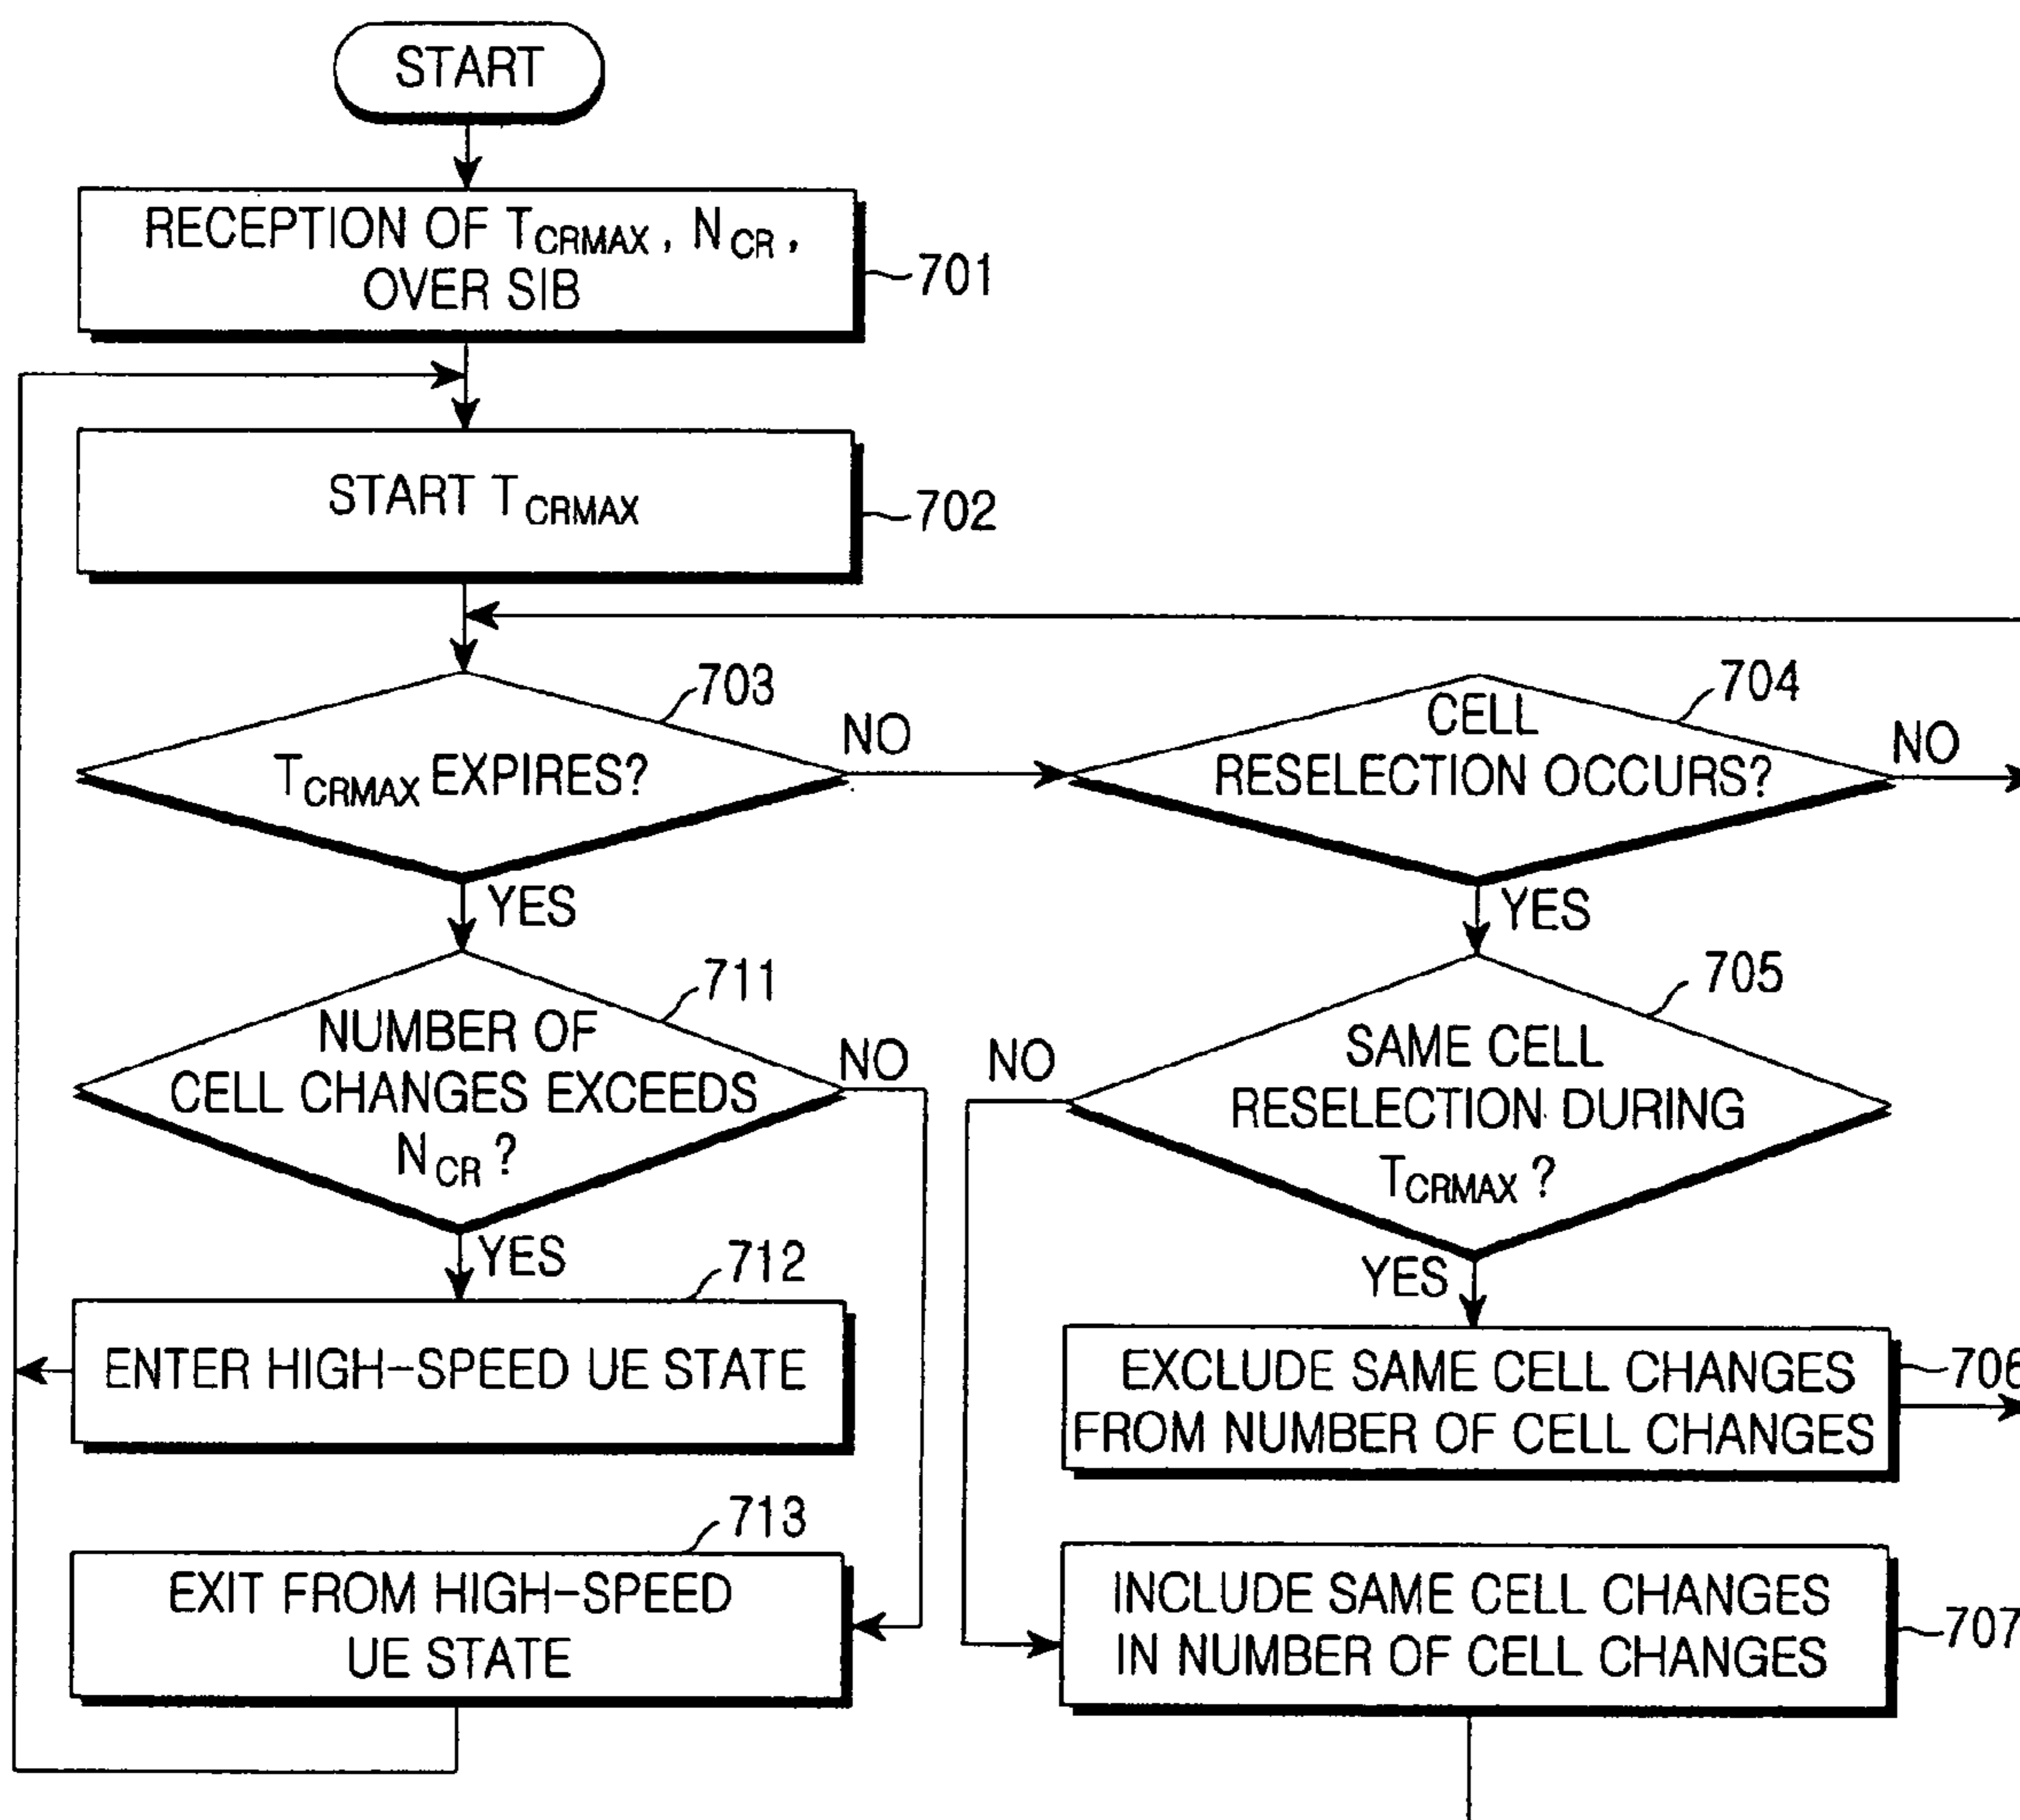 START
RECEPTION OF TCRMAX, NCR,
OVER SIB
701
START TCRMAX
702
703
TCRMAX EXPIRES?
NO
YES
704
CELL
RESELECTION OCCURS?
NO
YES
711
NUMBER OF
CELL CHANGES EXCEEDS
NCR ?
NO
YES
705
SAME CELL
RESELECTION DURING
TCRMAX ?
NO
YES
712
ENTER HIGH-SPEED UE STATE
706
EXCLUDE SAME CELL CHANGES
FROM NUMBER OF CELL CHANGES
713
EXIT FROM HIGH-SPEED
UE STATE
707
INCLUDE SAME CELL CHANGES
IN NUMBER OF CELL CHANGES